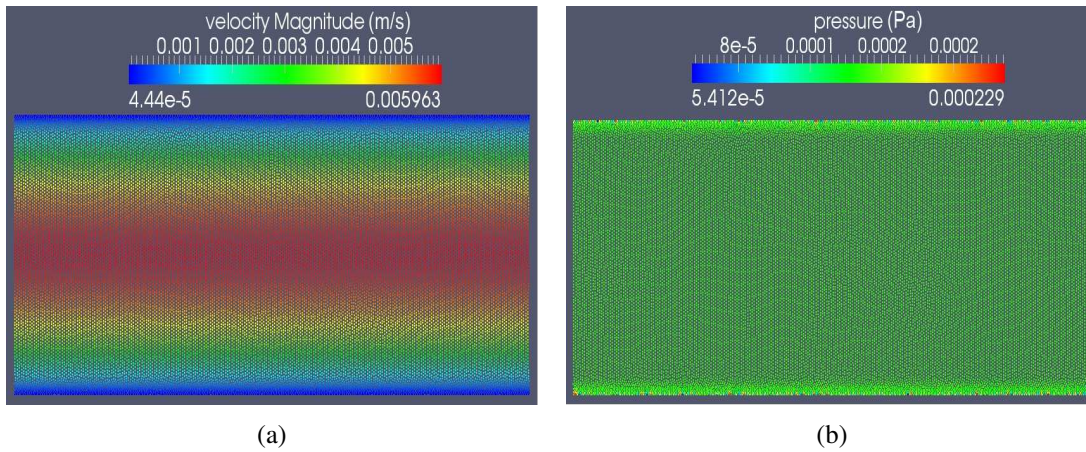 velocity Magnitude (m/s)
0.001 0.002 0.003 0.004 0.005
4.44e-5 0.005963
pressure (Pa)
8e-5 0.0001 0.0002 0.0002
5.412e-5 0.000229
(a) (b)